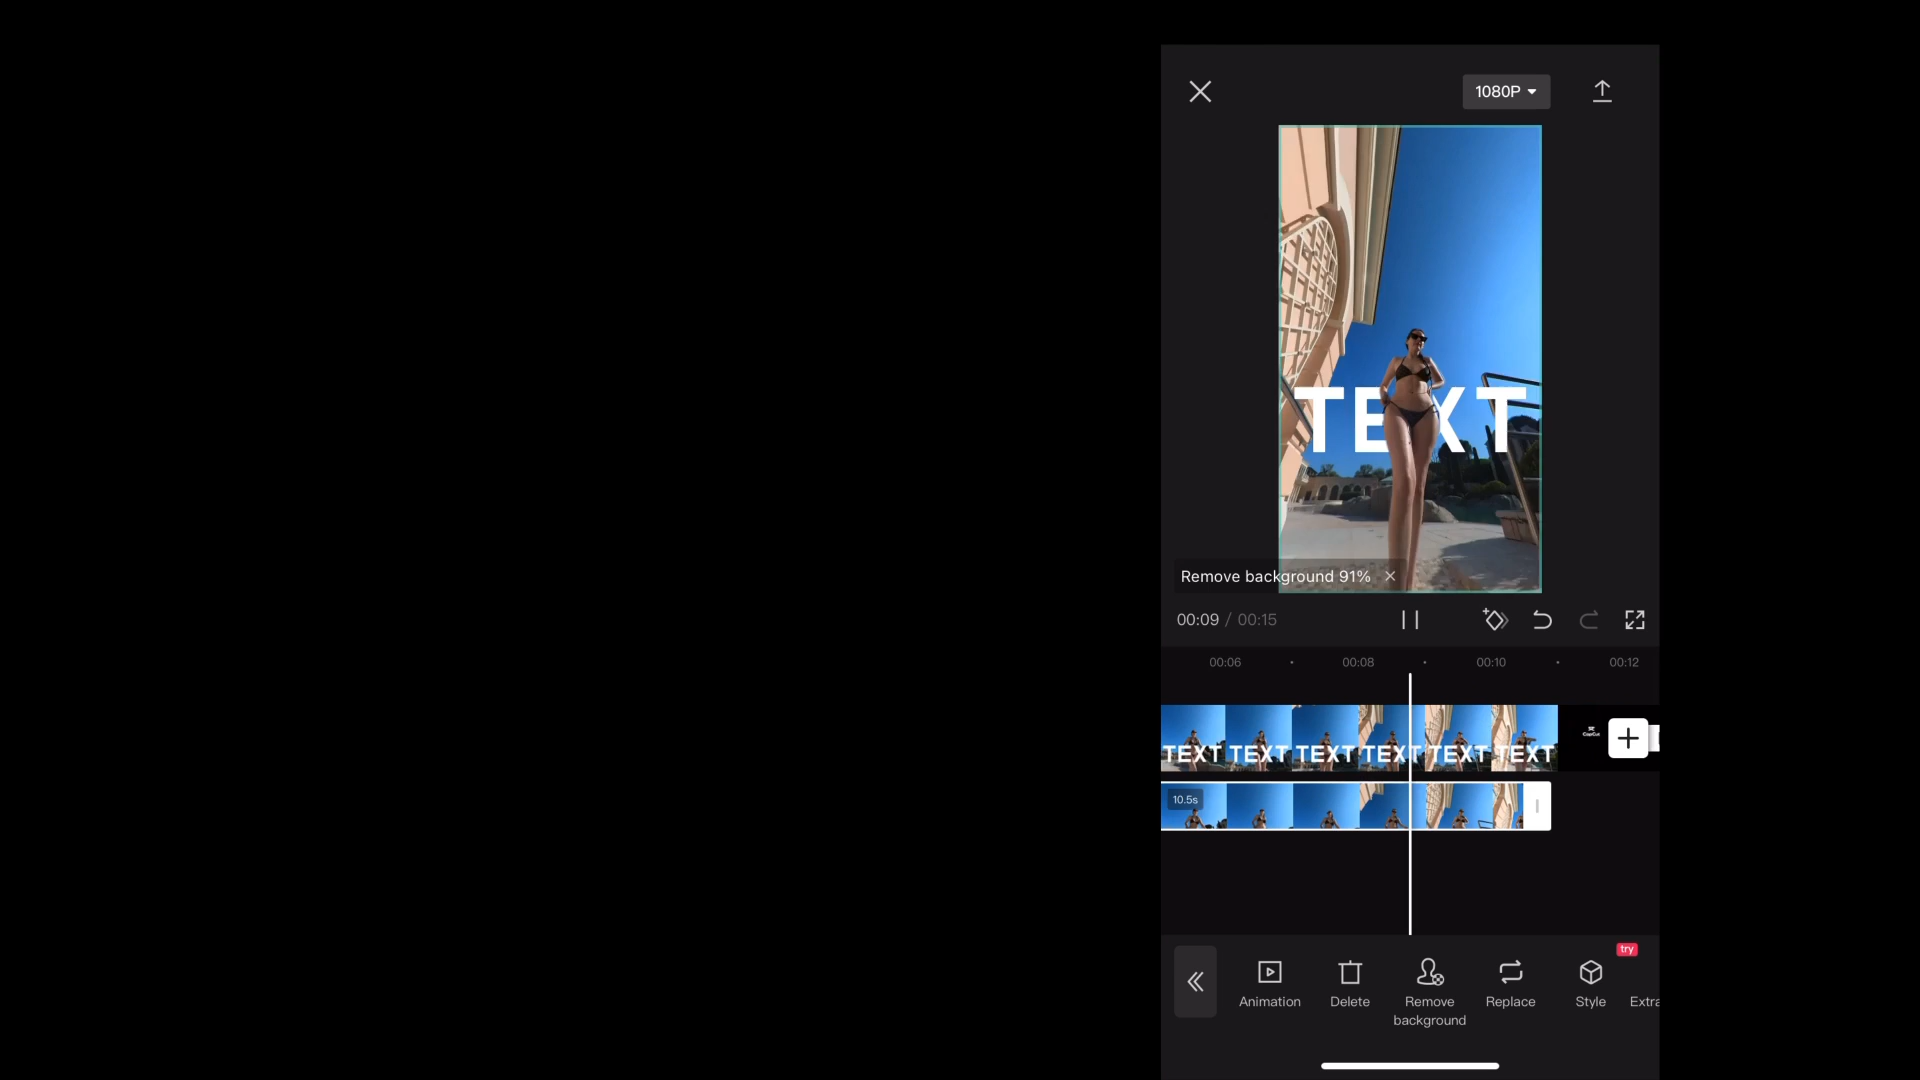 1080P
TEXT
Remove background 91%
00:09 / 00:15
00:06
00:08
00:10
00:12
TEXT TEXT TEXT TEXT TEXT TEXT
CapCut
10.5s
try
Animation
Delete
Remove
background
Replace
Style
Extra